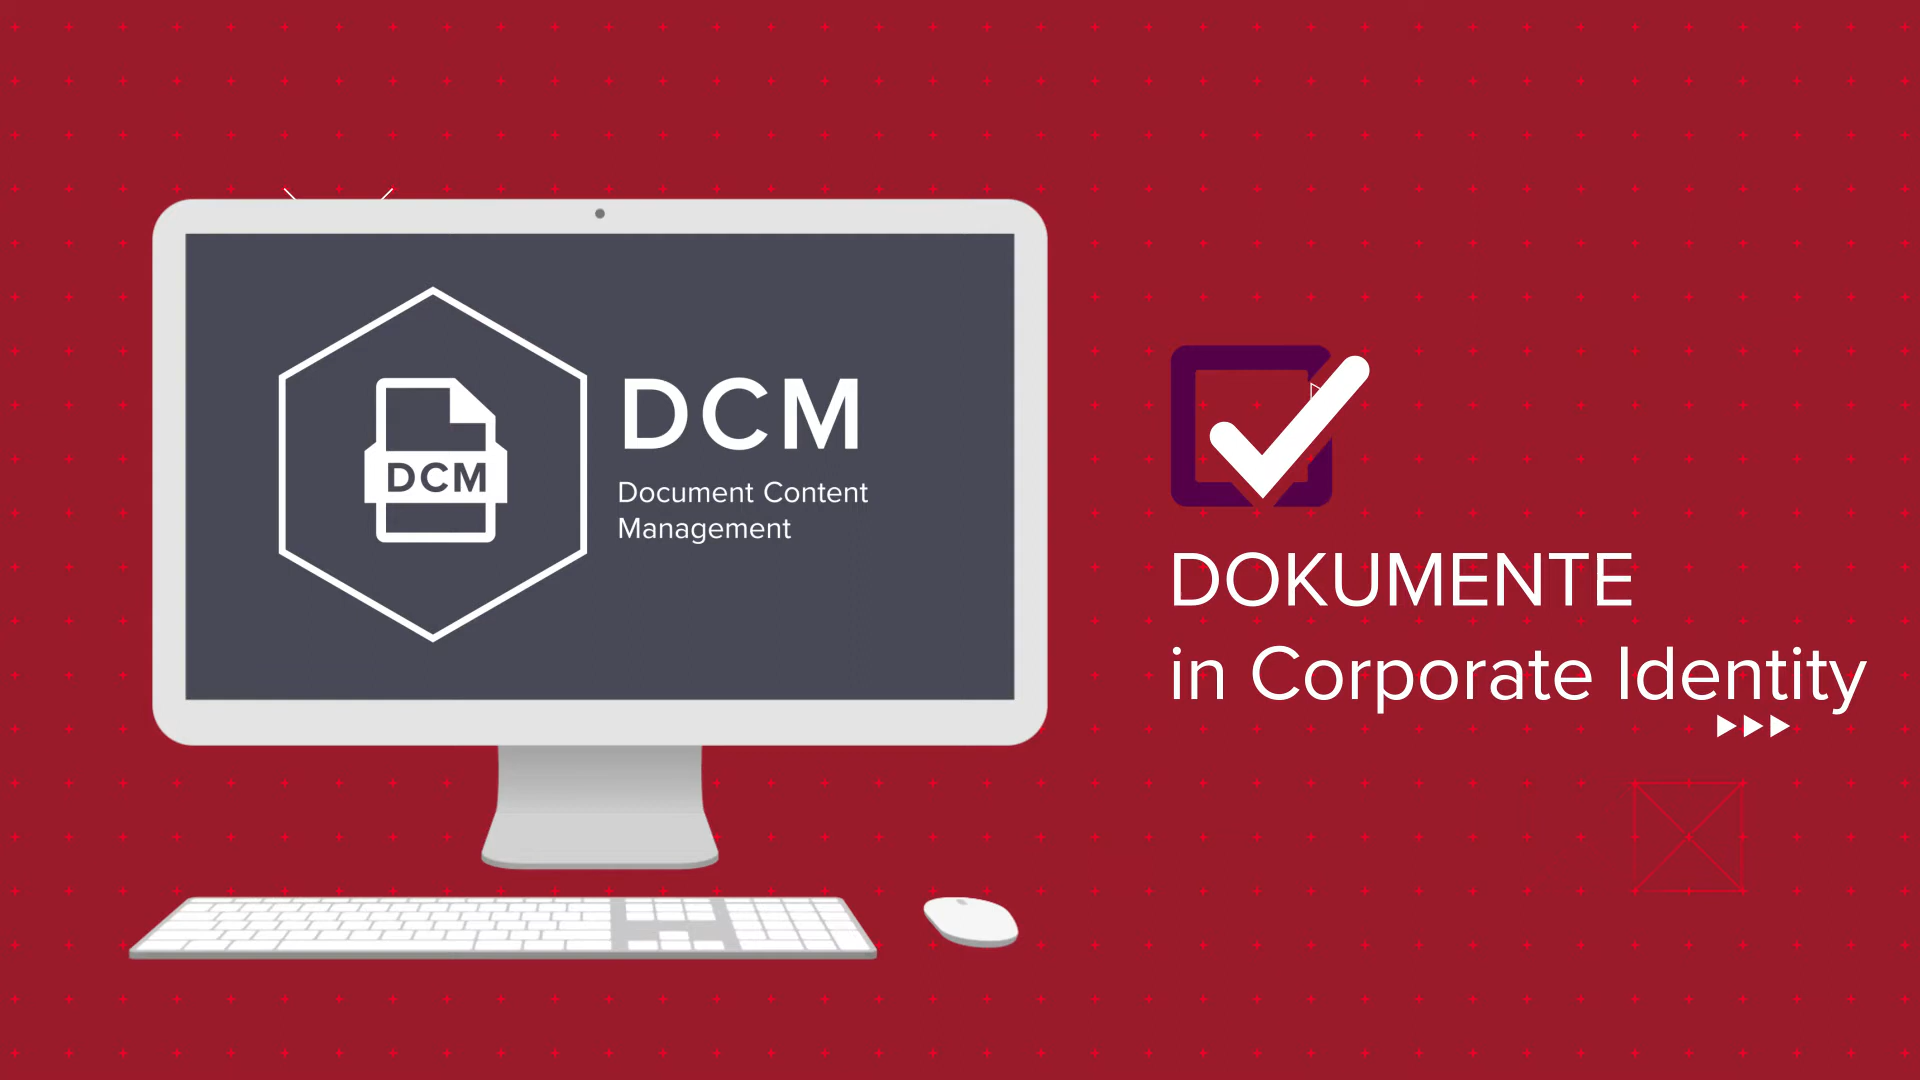 DCM
DCM
Document Content
Management
DOKUMENTE
in Corporate Identity